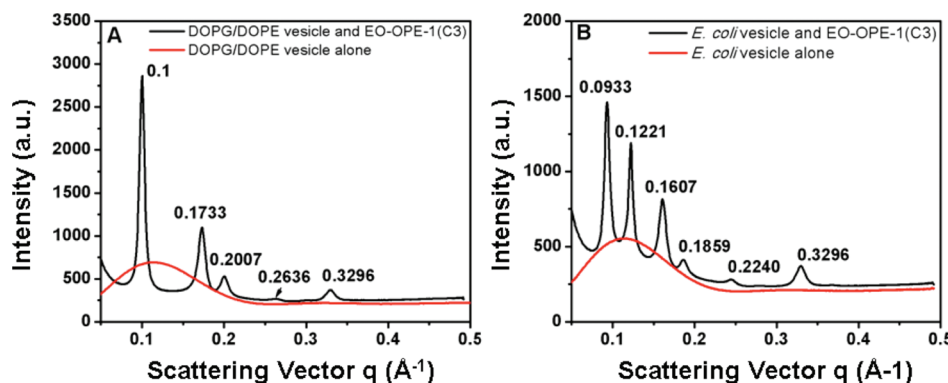 A
DOPG/DOPE vesicle and EO-OPE-1(C3)
DOPG/DOPE vesicle alone
0.1
0.1733
0.2007
0.2636
0.3296
Intensity (a.u.)
3500
3000
2500
2000
1500
1000
500
0
0.1 0.2 0.3 0.4 0.5
Scattering Vector q (Å⁻¹)
B
E. coli vesicle and EO-OPE-1(C3)
E. coli vesicle alone
0.0933
0.1221
0.1607
0.1859
0.2240
0.3296
Intensity (a.u.)
2000
1500
1000
500
0
0.1 0.2 0.3 0.4 0.5
Scattering Vector q (Å-1)